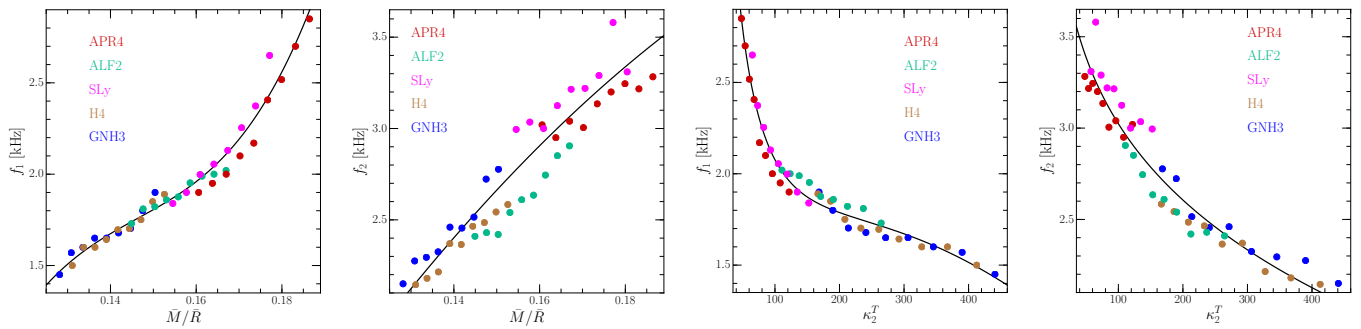 f₁ [kHz]
2.5
2.0
1.5
APR4
ALF2
SLy
H4
GNH3
0.14
0.16
0.18
M̄/R̄
f₂ [kHz]
3.5
3.0
2.5
APR4
ALF2
SLy
H4
GNH3
0.14
0.16
0.18
M̄/R̄
f₁ [kHz]
2.5
2.0
1.5
APR4
ALF2
SLy
H4
GNH3
100
200
300
400
κ₂ᵀ
f₂ [kHz]
3.5
3.0
2.5
APR4
ALF2
SLy
H4
GNH3
100
200
300
400
κ₂ᵀ